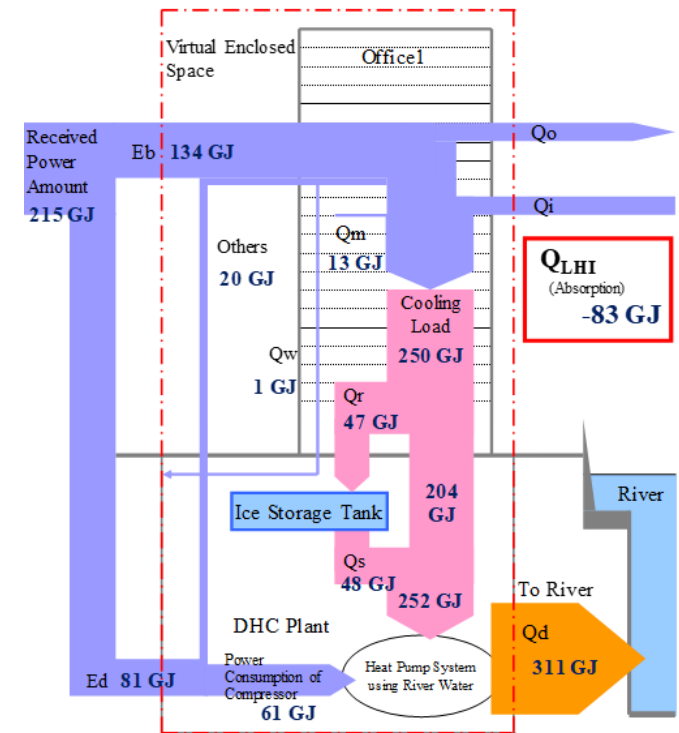 Virtual Enclosed
Space
Office1
Received
Power
Amount
215 GJ
Eb 134 GJ
Qo
Qi
Others
20 GJ
Qm
13 GJ
QLHI
(Absorption)
-83 GJ
Cooling
Load
250 GJ
Qw
1 GJ
Qr
47 GJ
204
GJ
River
Ice Storage Tank
Qs
48 GJ
252 GJ
To River
DHC Plant
Qd
311 GJ
Ed 81 GJ
Power
Consumption of
Compressor
61 GJ
Heat Pump System
using River Water